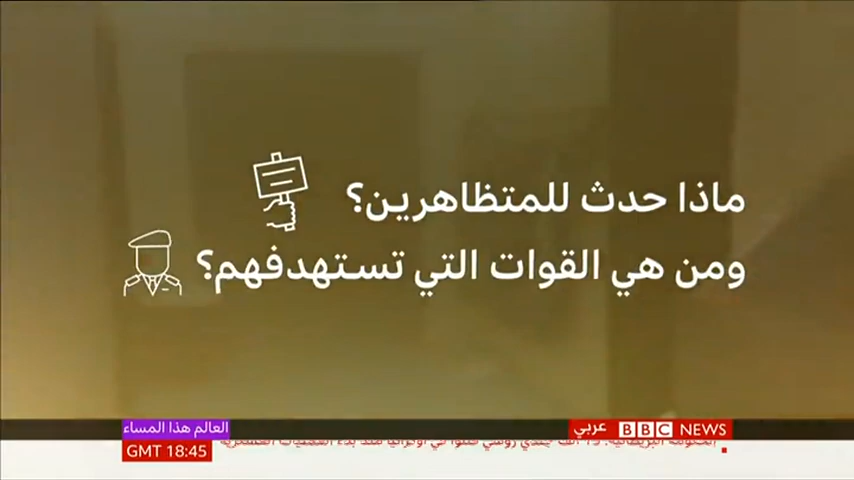 ماذا حدث للمتظاهرين؟
ومن هي القوات التي تستهدفهم؟
العالم هذا المساء
BBC NEWS عربي
GMT 18:45